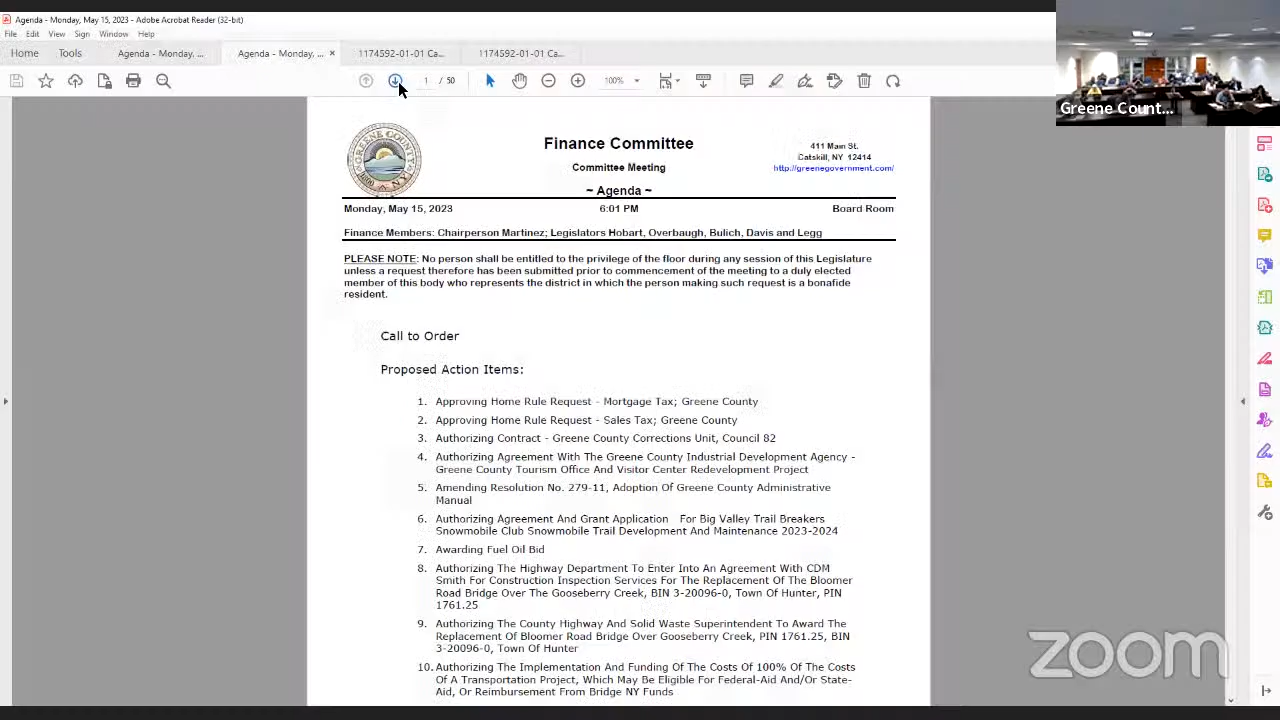 Agenda - Monday, May 15, 2023 - Adobe Acrobat Reader (32-bit)
File Edit View Sign Window Help
Home Tools Agenda - Monday, ... Agenda - Monday, ... × 1174592-01-01 Ca... 1174592-01-01 Ca...
1 / 50 100%
Greene Count...
Finance Committee
Committee Meeting
~ Agenda ~
411 Main St.
Catskill, NY 12414
http://greenegovernment.com/
GREENE COUNTY
1800 N.Y.
Monday, May 15, 2023 6:01 PM Board Room
Finance Members: Chairperson Martinez; Legislators Hobart, Overbaugh, Bulich, Davis and Legg
PLEASE NOTE: No person shall be entitled to the privilege of the floor during any session of this Legislature
unless a request therefore has been submitted prior to commencement of the meeting to a duly elected
member of this body who represents the district in which the person making such request is a bonafide
resident.
Call to Order
Proposed Action Items:
1. Approving Home Rule Request - Mortgage Tax; Greene County
2. Approving Home Rule Request - Sales Tax; Greene County
3. Authorizing Contract - Greene County Corrections Unit, Council 82
4. Authorizing Agreement With The Greene County Industrial Development Agency -
Greene County Tourism Office And Visitor Center Redevelopment Project
5. Amending Resolution No. 279-11, Adoption Of Greene County Administrative
Manual
6. Authorizing Agreement And Grant Application For Big Valley Trail Breakers
Snowmobile Club Snowmobile Trail Development And Maintenance 2023-2024
7. Awarding Fuel Oil Bid
8. Authorizing The Highway Department To Enter Into An Agreement With CDM
Smith For Construction Inspection Services For The Replacement Of The Bloomer
Road Bridge Over The Gooseberry Creek, BIN 3-20096-0, Town Of Hunter, PIN
1761.25
9. Authorizing The County Highway And Solid Waste Superintendent To Award The
Replacement Of Bloomer Road Bridge Over Gooseberry Creek, PIN 1761.25, BIN
3-20096-0, Town Of Hunter
10. Authorizing The Implementation And Funding Of The Costs Of 100% Of The Costs
Of A Transportation Project, Which May Be Eligible For Federal-Aid And/Or State-
Aid, Or Reimbursement From Bridge NY Funds
zoom